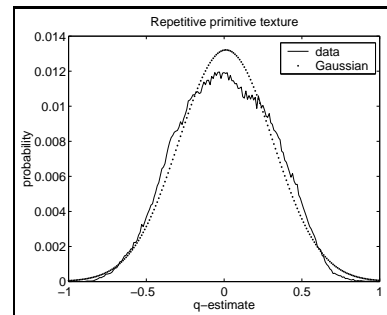 Repetitive primitive texture
0.014
0.012
0.01
0.008
0.006
0.004
0.002
0
probability
data
Gaussian
−1
−0.5
0
0.5
1
q−estimate